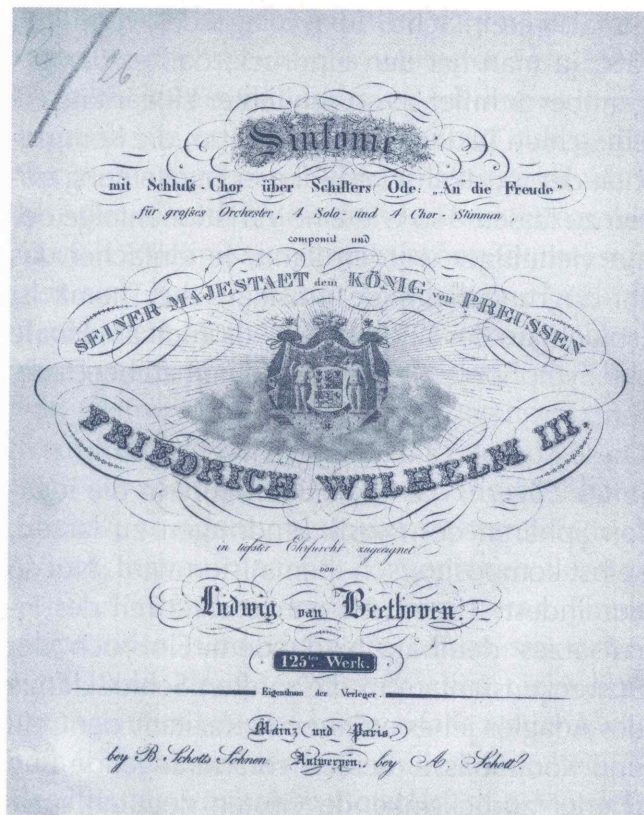 26
Sinfonie
mit Schluſs-Chor über Schillers Ode: „An die Freude"
für groſses Orchester, 4 Solo- und 4 Chor-Stimmen
componirt und
SEINER MAJESTAET dem KÖNIG von PREUSSEN
FRIEDRICH WILHELM III.
in tiefster Ehrfurcht zugeeignet
von
Ludwig van Beethoven.
125tes Werk.
Eigenthum der Verleger.
Mainz und Paris,
bey B. Schotts Söhnen. Antwerpen, bey A. Schott.